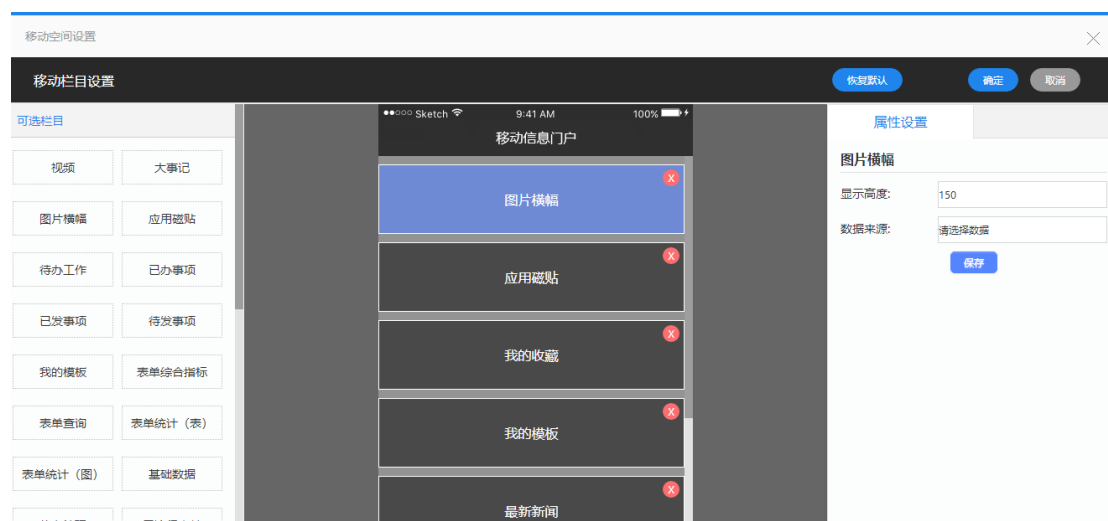 移动空间设置
移动栏目设置
恢复默认
确定
取消
可选栏目
视频
大事记
图片横幅
应用磁贴
待办工作
已办事项
已发事项
待发事项
我的模板
表单综合指标
表单查询
表单统计（表）
表单统计（图）
基础数据
Sketch
9:41 AM
100%
移动信息门户
X
图片横幅
X
应用磁贴
X
我的收藏
X
我的模板
X
最新新闻
属性设置
图片横幅
显示高度:
150
数据来源:
请选择数据
保存